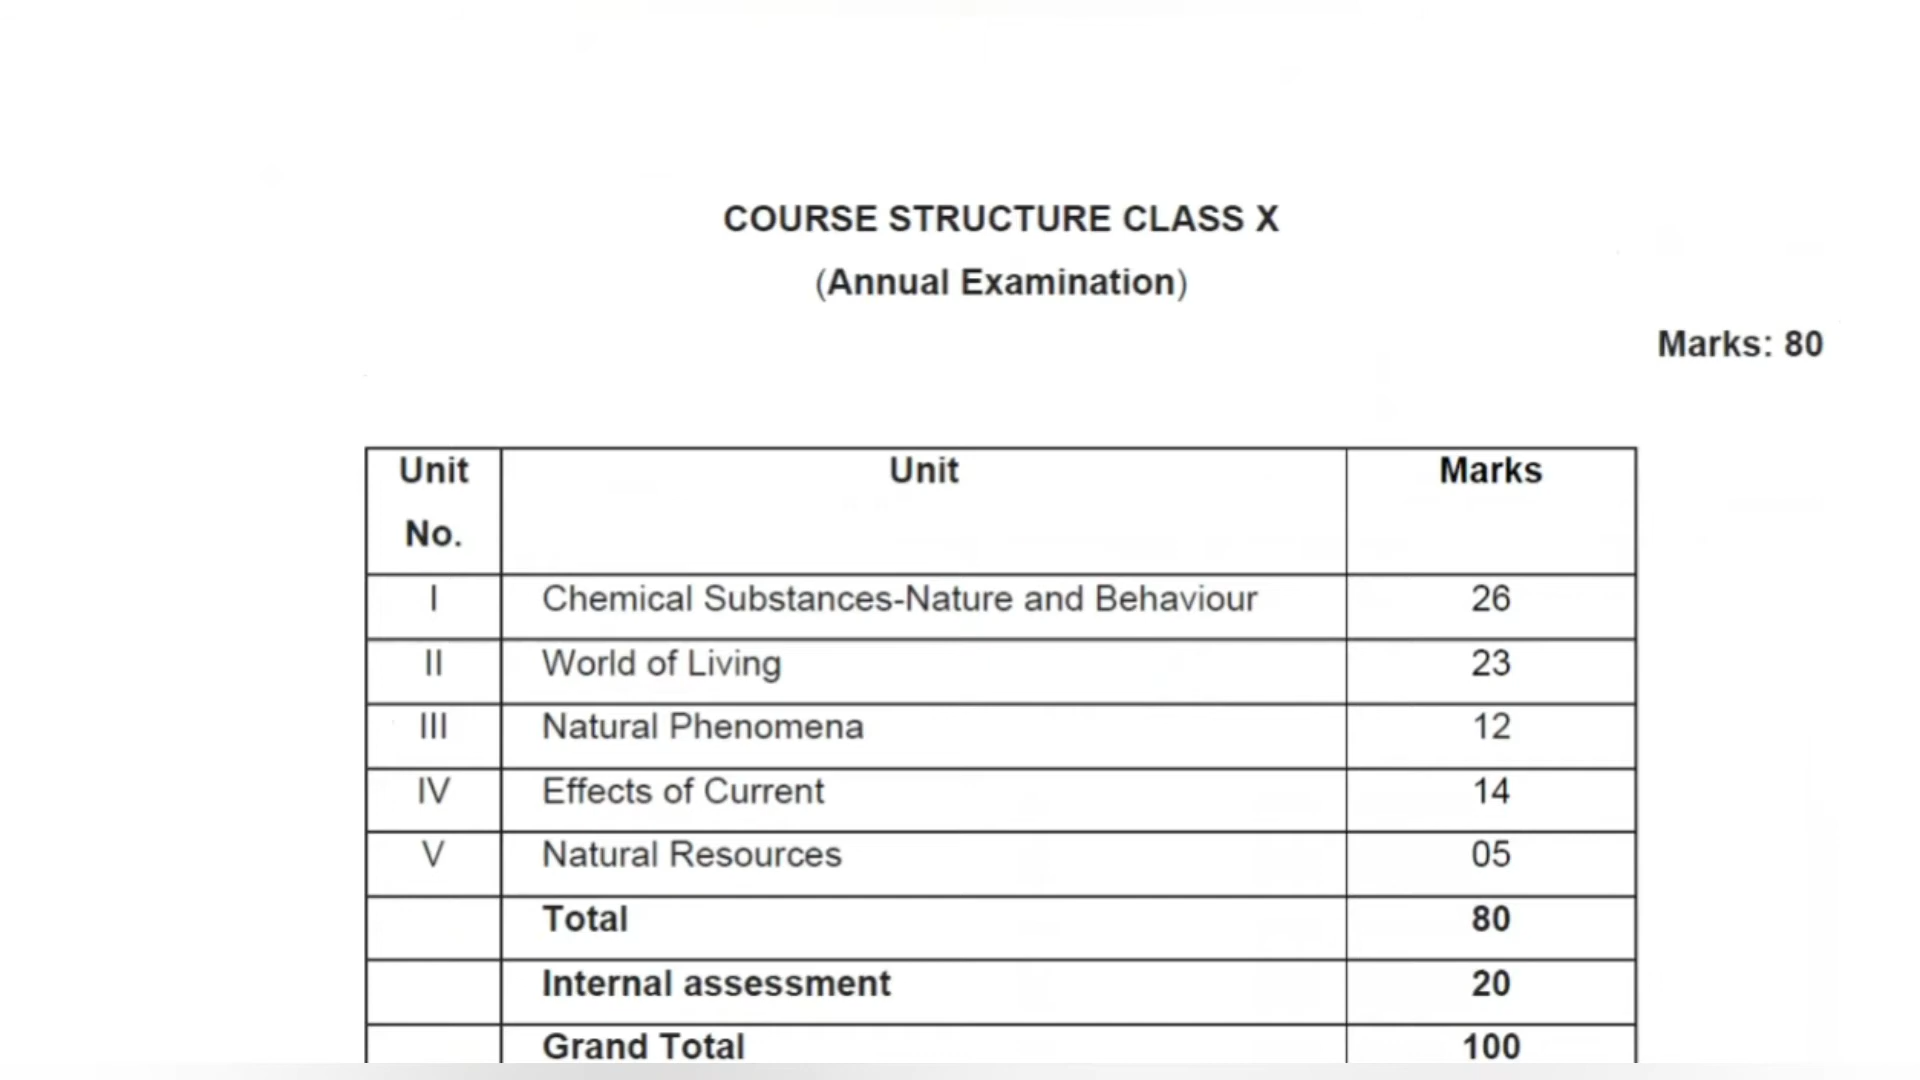 COURSE STRUCTURE CLASS X
(Annual Examination)
Marks: 80
Unit No. Unit Marks
I Chemical Substances-Nature and Behaviour 26
II World of Living 23
III Natural Phenomena 12
IV Effects of Current 14
V Natural Resources 05
Total 80
Internal assessment 20
Grand Total 100